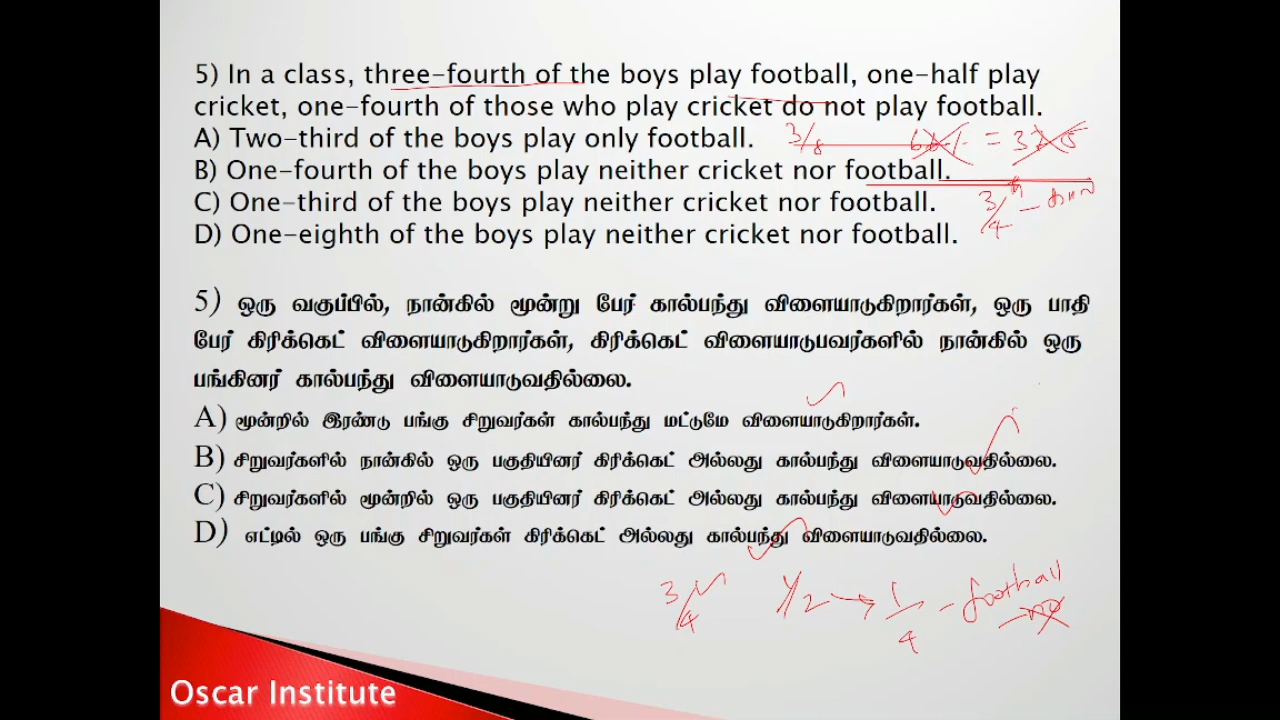 5) In a class, three-fourth of the boys play football, one-half play
cricket, one-fourth of those who play cricket do not play football.
A) Two-third of the boys play only football.
3/8
=
B) One-fourth of the boys play neither cricket nor football.
C) One-third of the boys play neither cricket nor football.
3/4 -
D) One-eighth of the boys play neither cricket nor football.
5) ஒரு வகுப்பில், நான்கில் மூன்று பேர் கால்பந்து விளையாடுகிறார்கள், ஒரு பாதி
பேர் கிரிக்கெட் விளையாடுகிறார்கள், கிரிக்கெட் விளையாடுபவர்களில் நான்கில் ஒரு
பங்கினர் கால்பந்து விளையாடுவதில்லை.
A) மூன்றில் இரண்டு பங்கு சிறுவர்கள் கால்பந்து மட்டுமே விளையாடுகிறார்கள்.
B) சிறுவர்களில் நான்கில் ஒரு பகுதியினர் கிரிக்கெட் அல்லது கால்பந்து விளையாடுவதில்லை.
C) சிறுவர்களில் மூன்றில் ஒரு பகுதியினர் கிரிக்கெட் அல்லது கால்பந்து விளையாடுவதில்லை.
D) எட்டில் ஒரு பங்கு சிறுவர்கள் கிரிக்கெட் அல்லது கால்பந்து விளையாடுவதில்லை.
3/4 1/2 → 1/4 - football
no
Oscar Institute